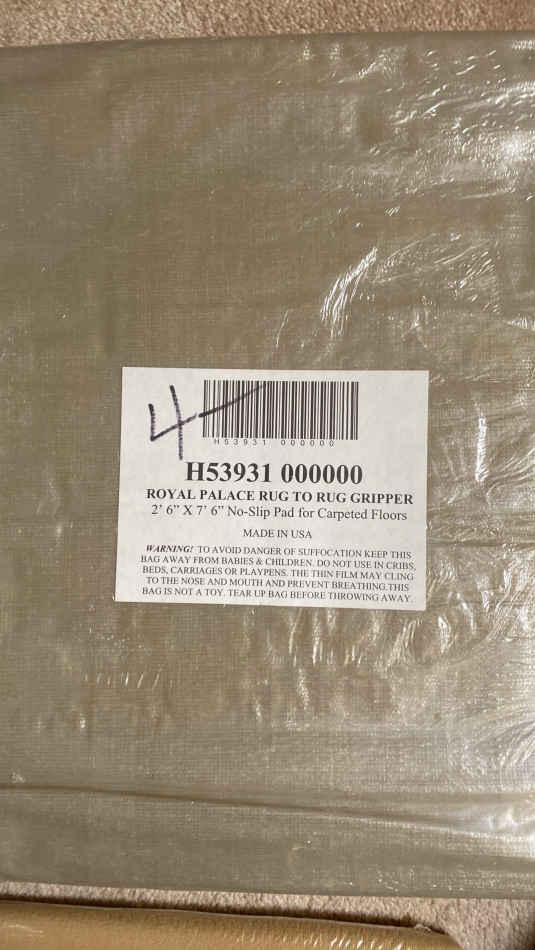 4-
H53931 000000
H53931 000000
ROYAL PALACE RUG TO RUG GRIPPER
2' 6" X 7' 6" No-Slip Pad for Carpeted Floors
MADE IN USA
WARNING! TO AVOID DANGER OF SUFFOCATION KEEP THIS
BAG AWAY FROM BABIES & CHILDREN. DO NOT USE IN CRIBS,
BEDS, CARRIAGES OR PLAYPENS. THE THIN FILM MAY CLING
TO THE NOSE AND MOUTH AND PREVENT BREATHING.THIS
BAG IS NOT A TOY. TEAR UP BAG BEFORE THROWING AWAY.